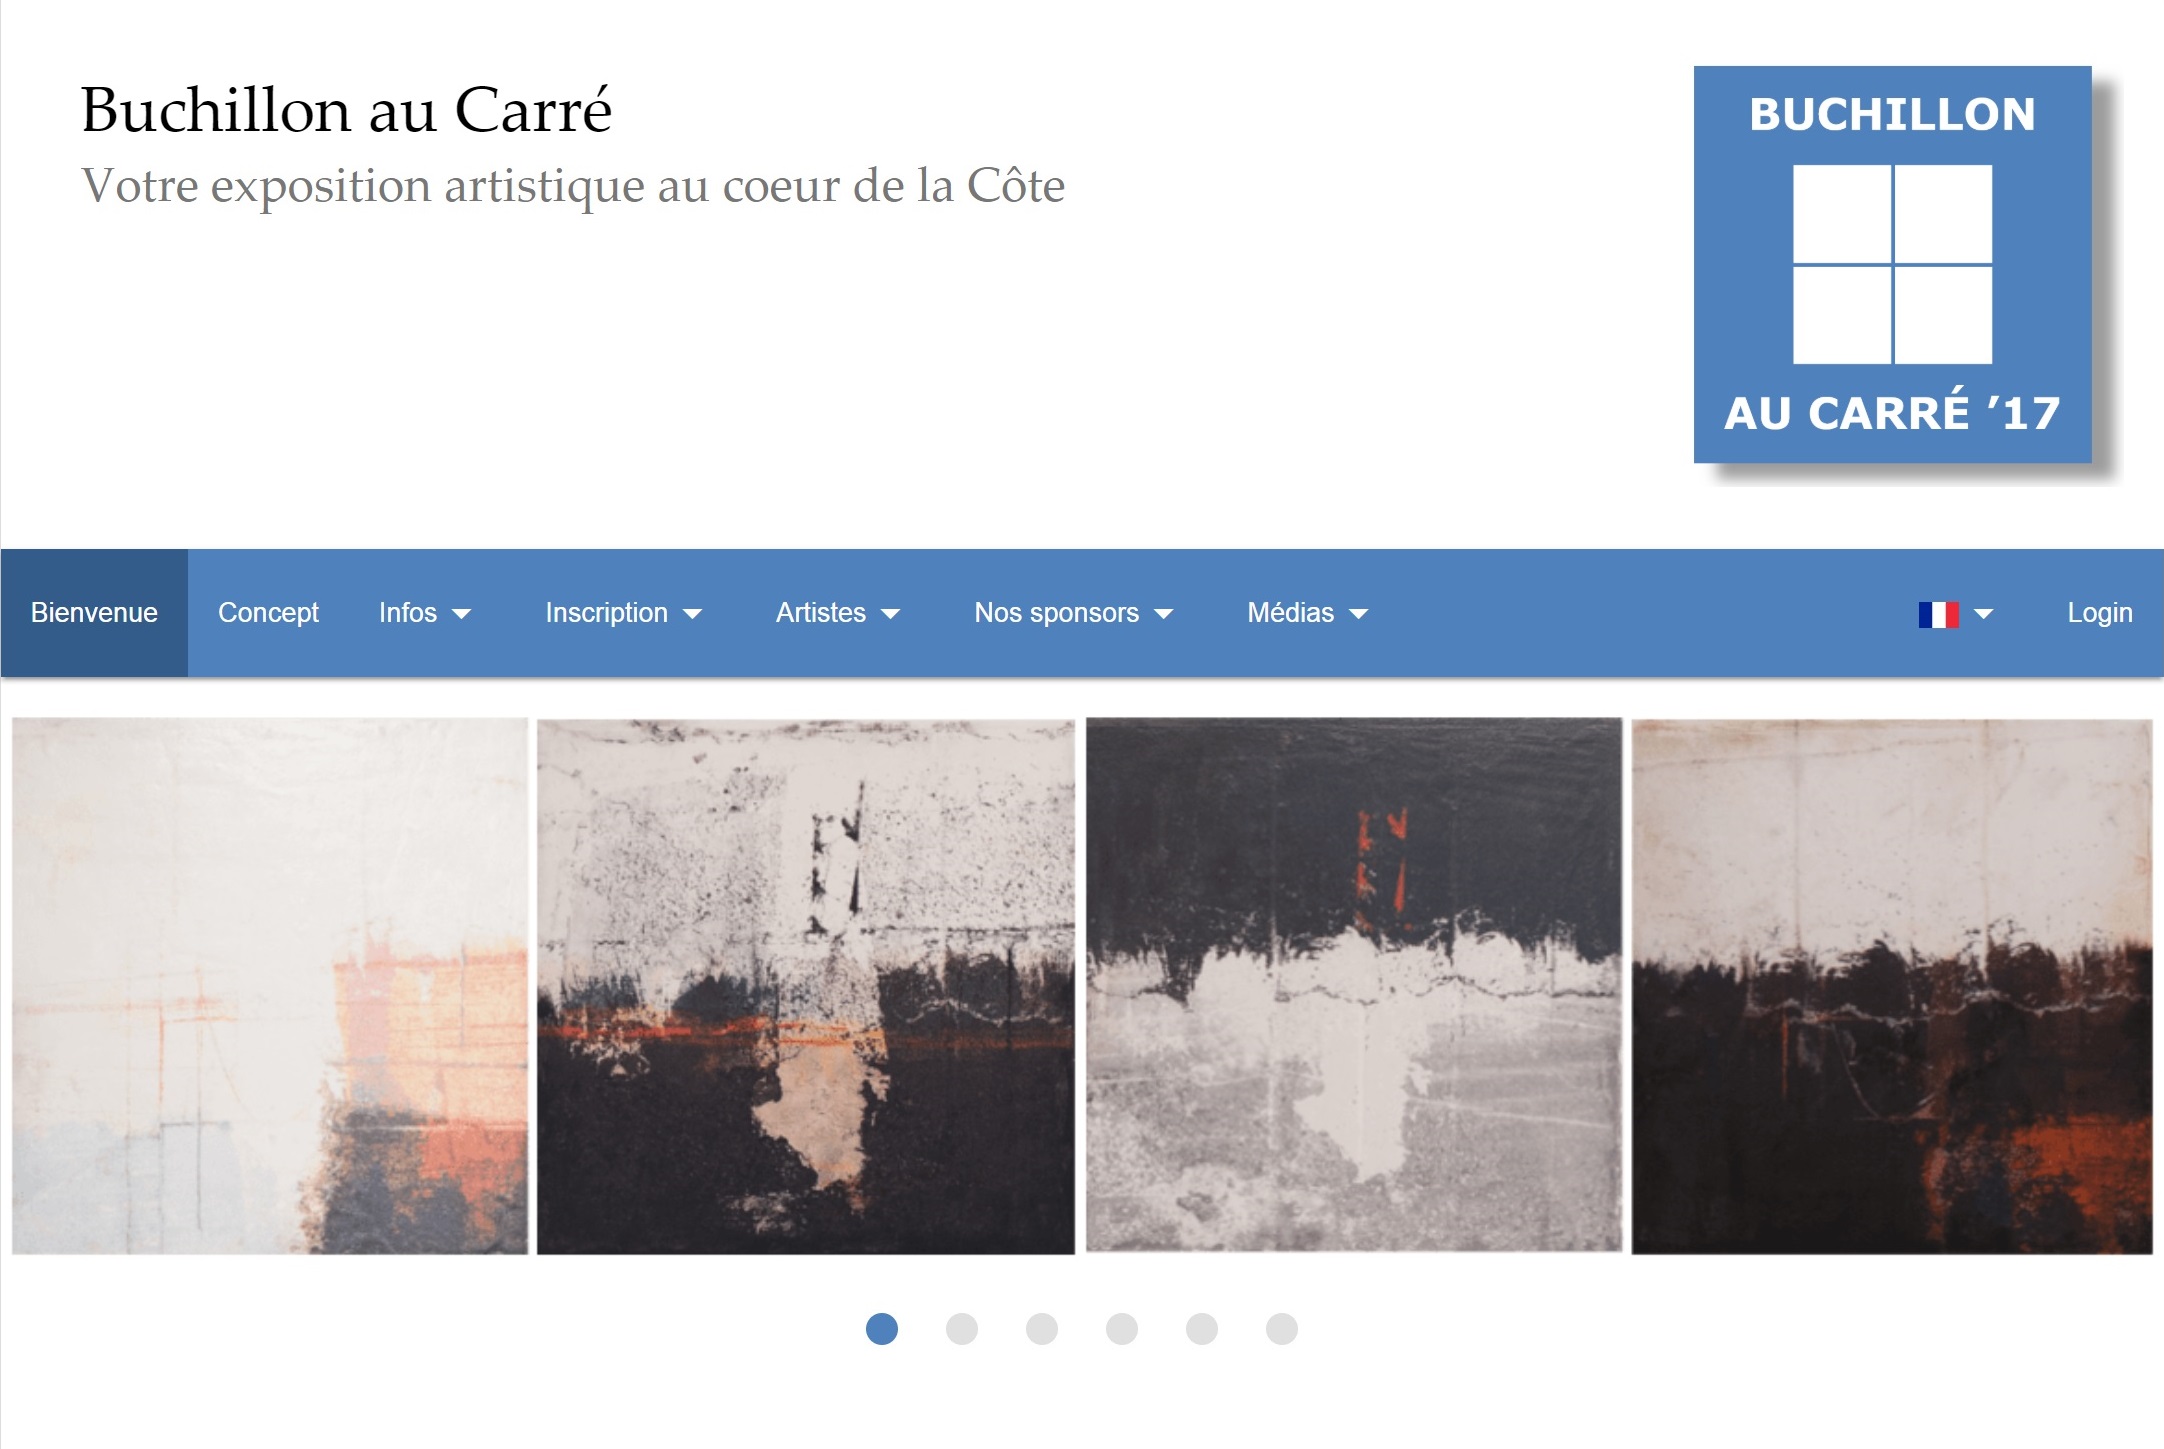 Buchillon au Carré
Votre exposition artistique au coeur de la Côte
BUCHILLON
AU CARRÉ ’17
Bienvenue Concept Infos Inscription Artistes Nos sponsors Médias Login